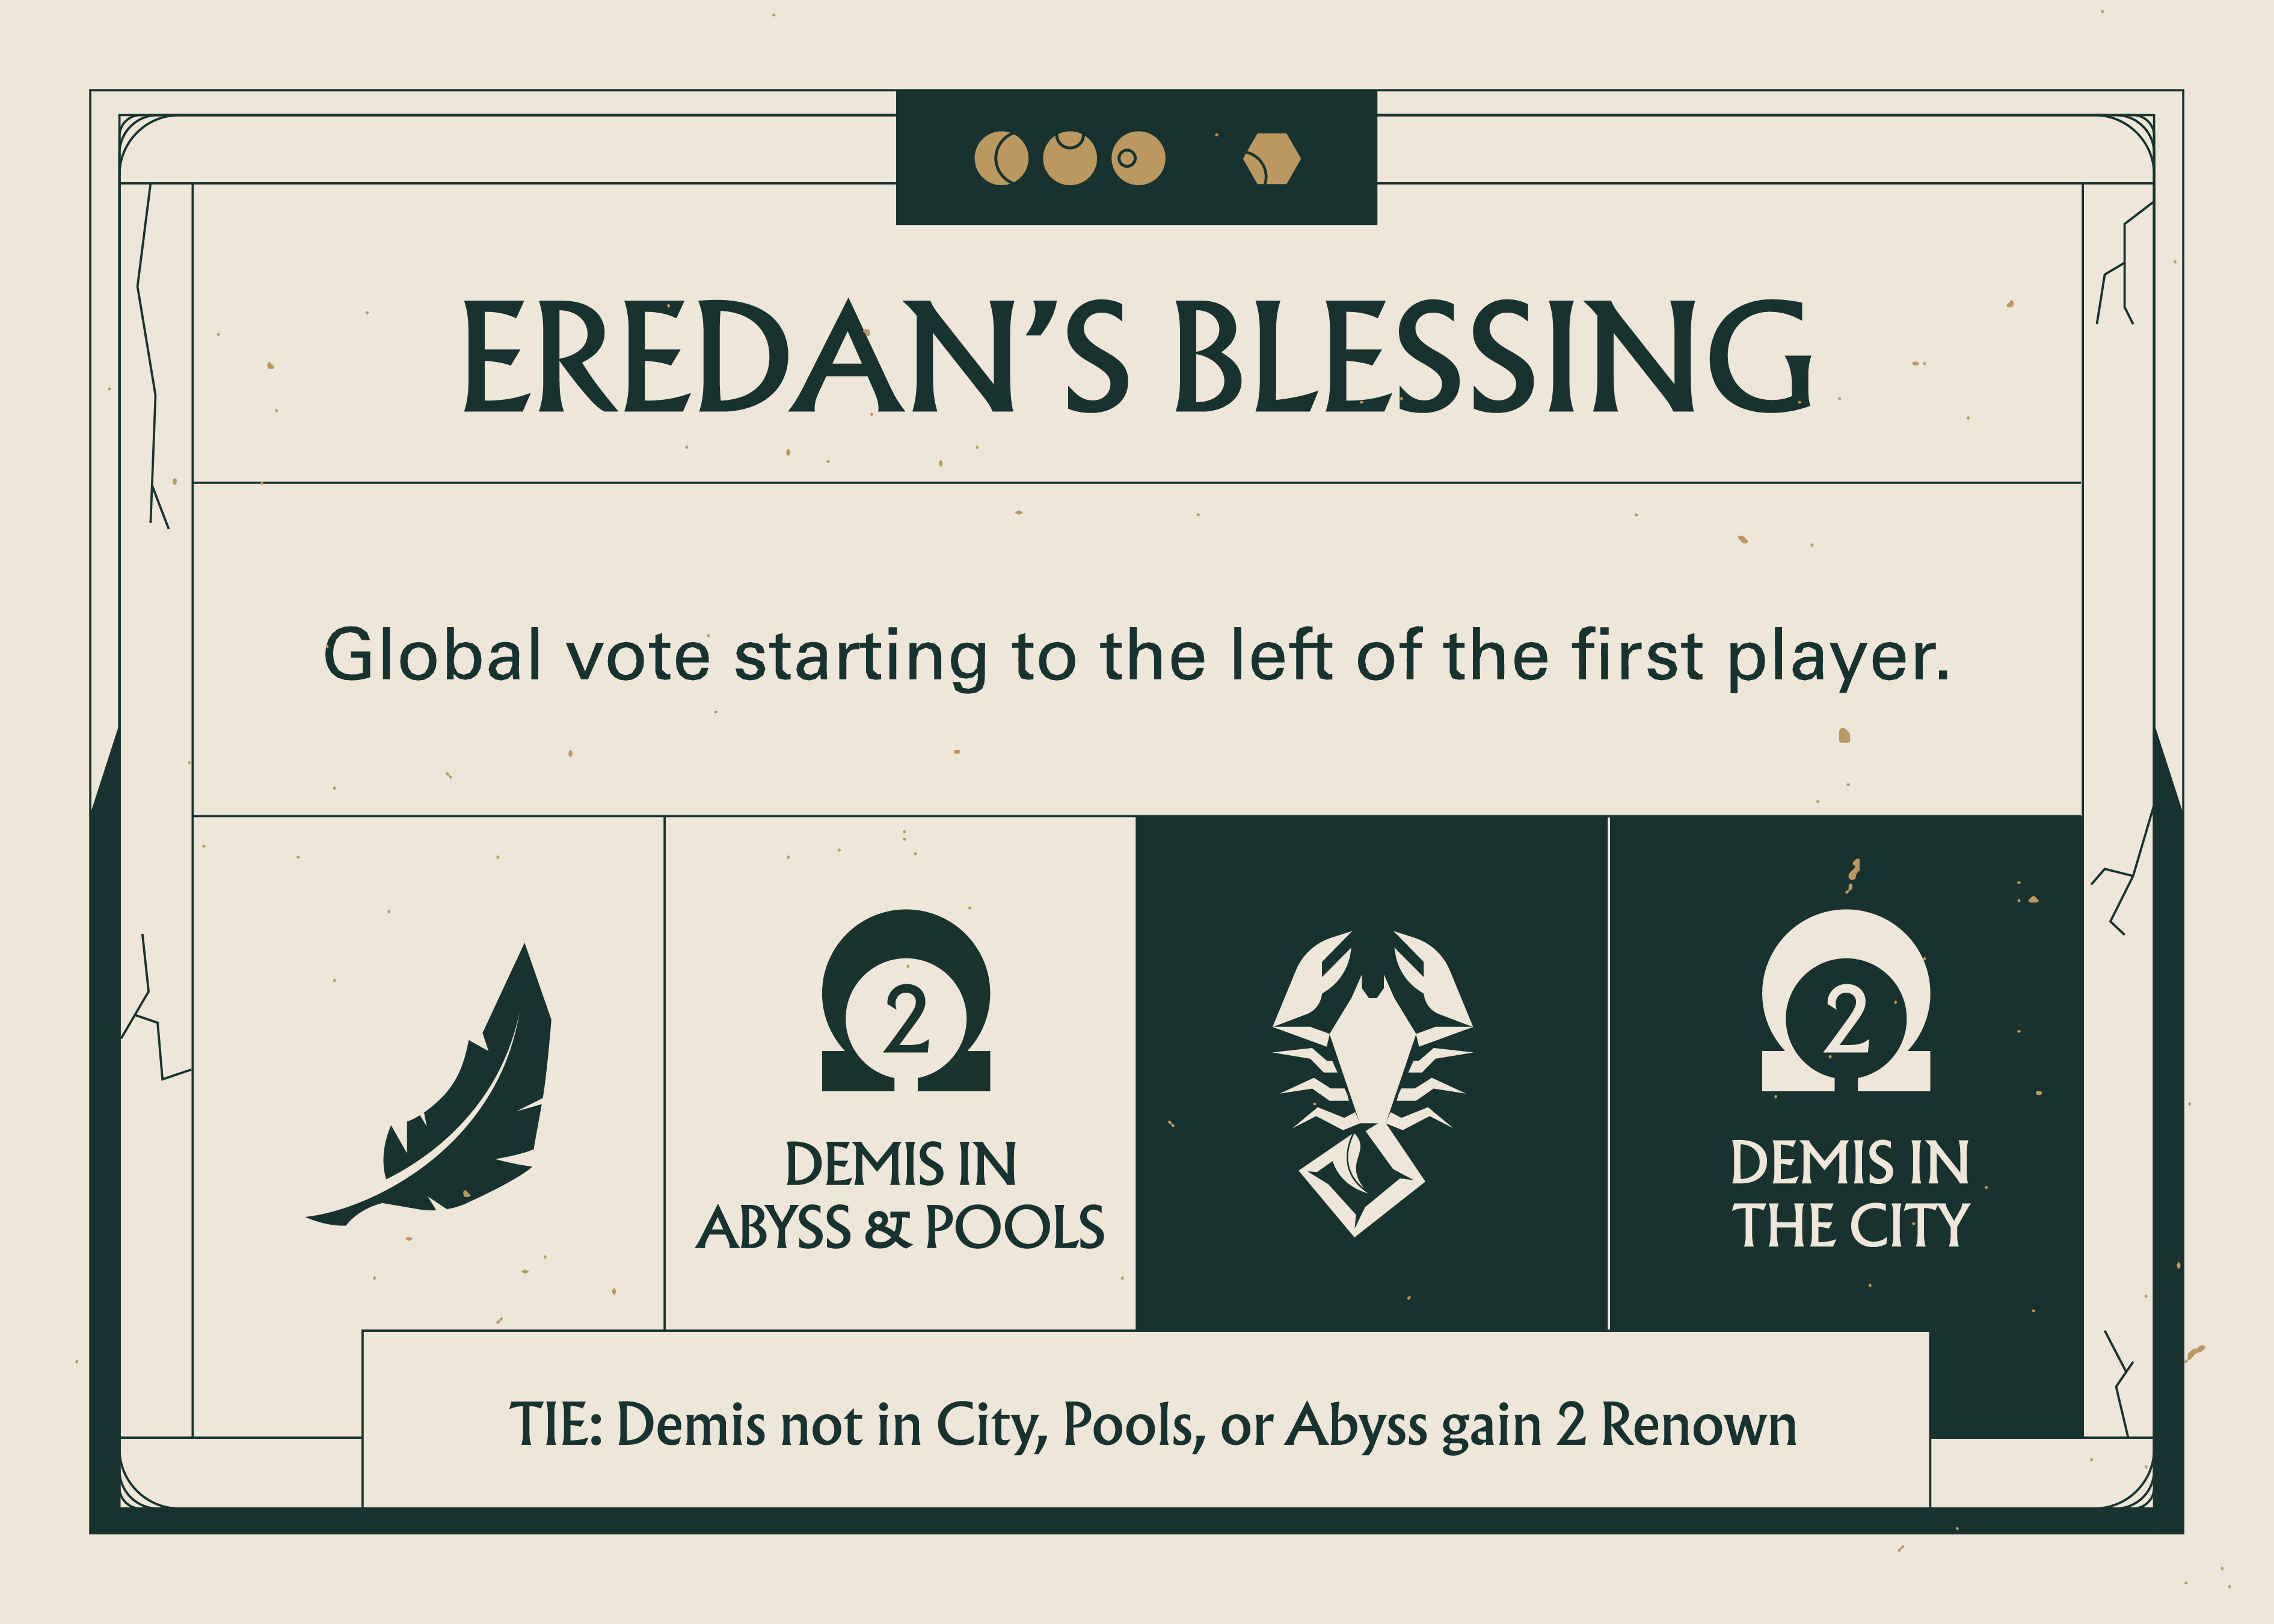 EREDAN’S BLESSING
Global vote starting to the left of the first player.
2
DEMIS IN
ABYSS & POOLS
2
DEMIS IN
THE CITY
TIE: Demis not in City, Pools, or Abyss gain 2 Renown